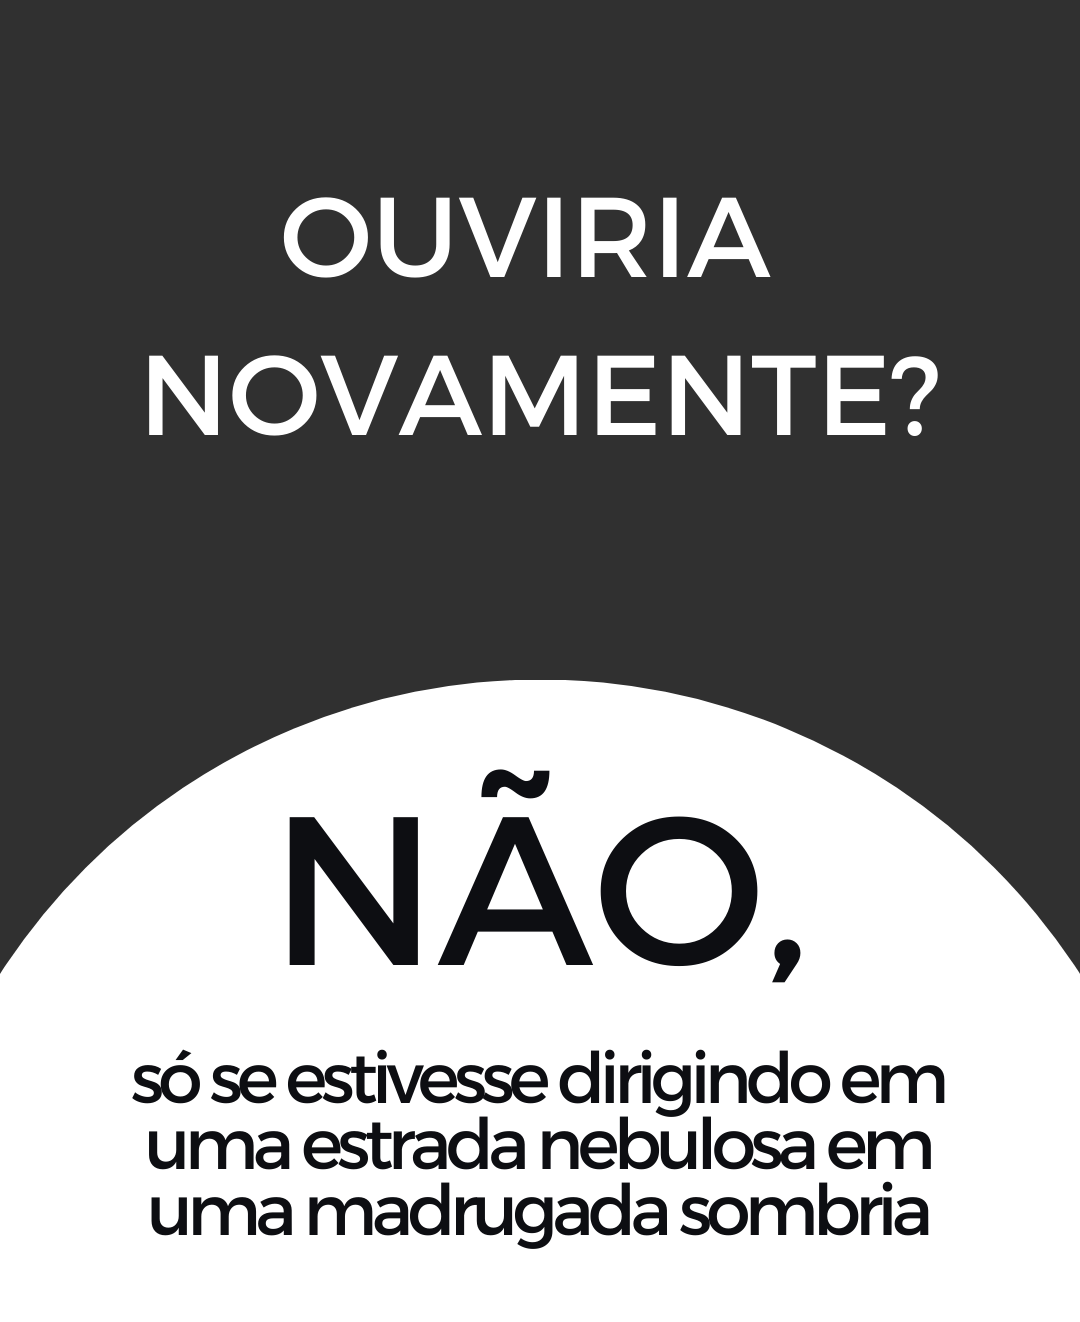 OUVIRIA
NOVAMENTE?
NÃO,
só se estivesse dirigindo em
uma estrada nebulosa em
uma madrugada sombria